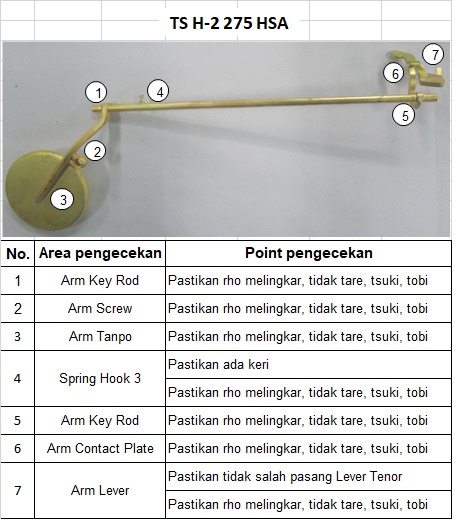 TS H-2 275 HSA
1
4
7
6
5
2
3
No. Area pengecekan Point pengecekan
1 Arm Key Rod Pastikan rho melingkar, tidak tare, tsuki, tobi
2 Arm Screw Pastikan rho melingkar, tidak tare, tsuki, tobi
3 Arm Tanpo Pastikan rho melingkar, tidak tare, tsuki, tobi
4 Spring Hook 3 Pastikan ada keri
Pastikan rho melingkar, tidak tare, tsuki, tobi
5 Arm Key Rod Pastikan rho melingkar, tidak tare, tsuki, tobi
6 Arm Contact Plate Pastikan rho melingkar, tidak tare, tsuki, tobi
7 Arm Lever Pastikan tidak salah pasang Lever Tenor
Pastikan rho melingkar, tidak tare, tsuki, tobi